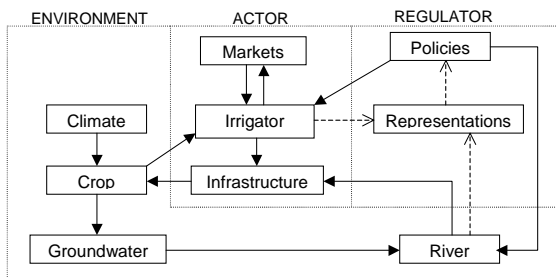 ENVIRONMENT ACTOR REGULATOR
Markets Policies
Climate Irrigator Representations
Crop Infrastructure
Groundwater River